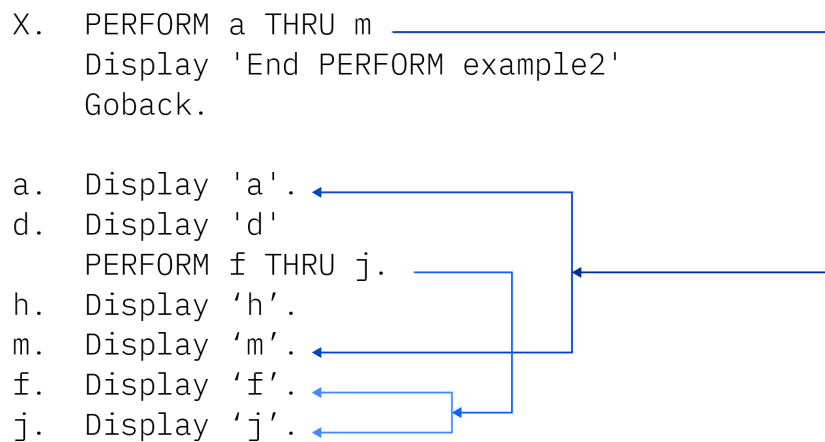 X. PERFORM a THRU m
Display 'End PERFORM example2'
Goback.
a. Display 'a'.
d. Display 'd'
PERFORM f THRU j.
h. Display ‘h’.
m. Display ‘m’.
f. Display ‘f’.
j. Display ‘j’.